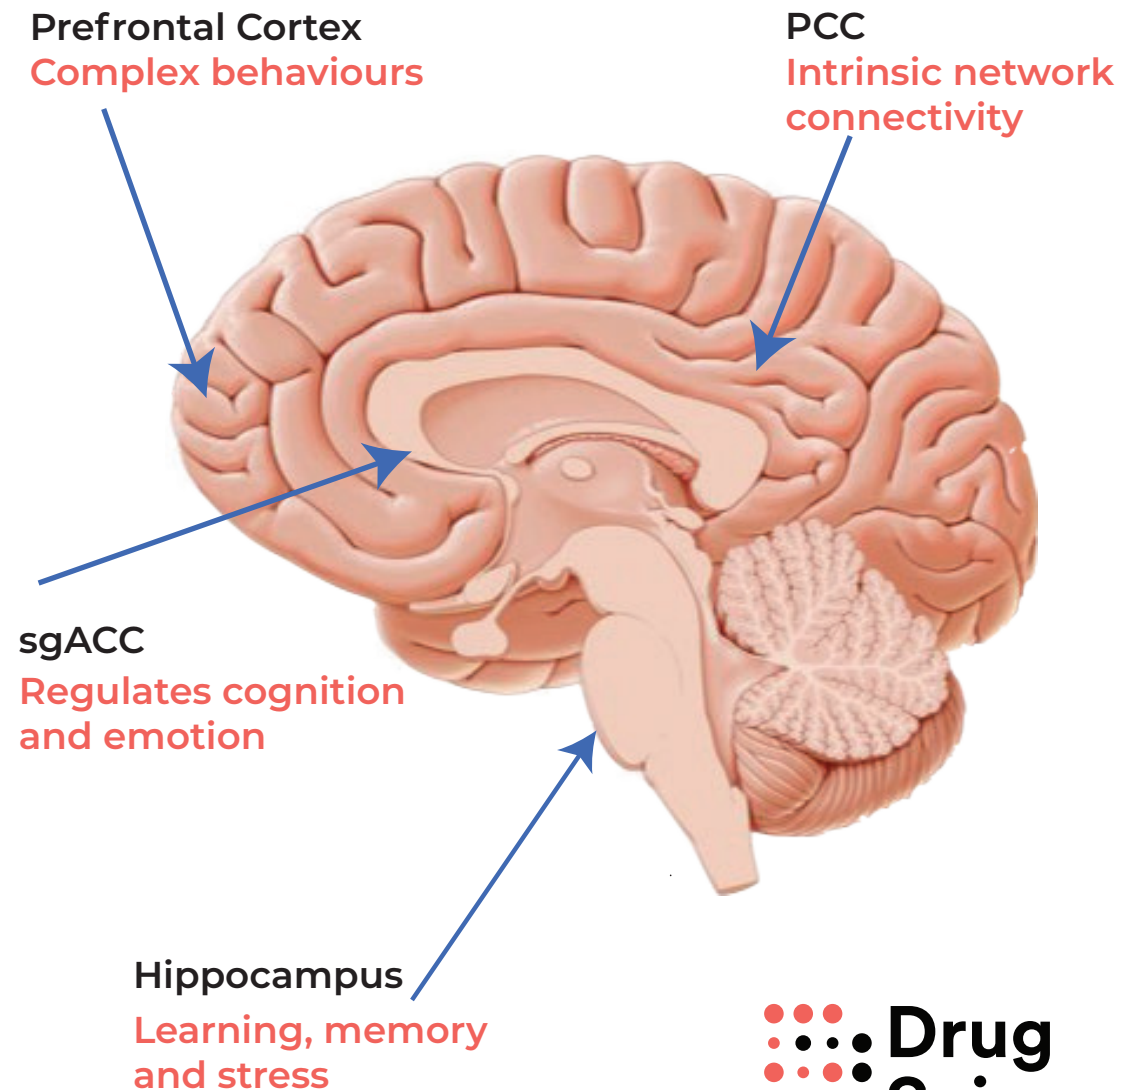 Prefrontal Cortex
Complex behaviours
PCC
Intrinsic network
connectivity
sgACC
Regulates cognition
and emotion
Hippocampus
Learning, memory
and stress
Drug